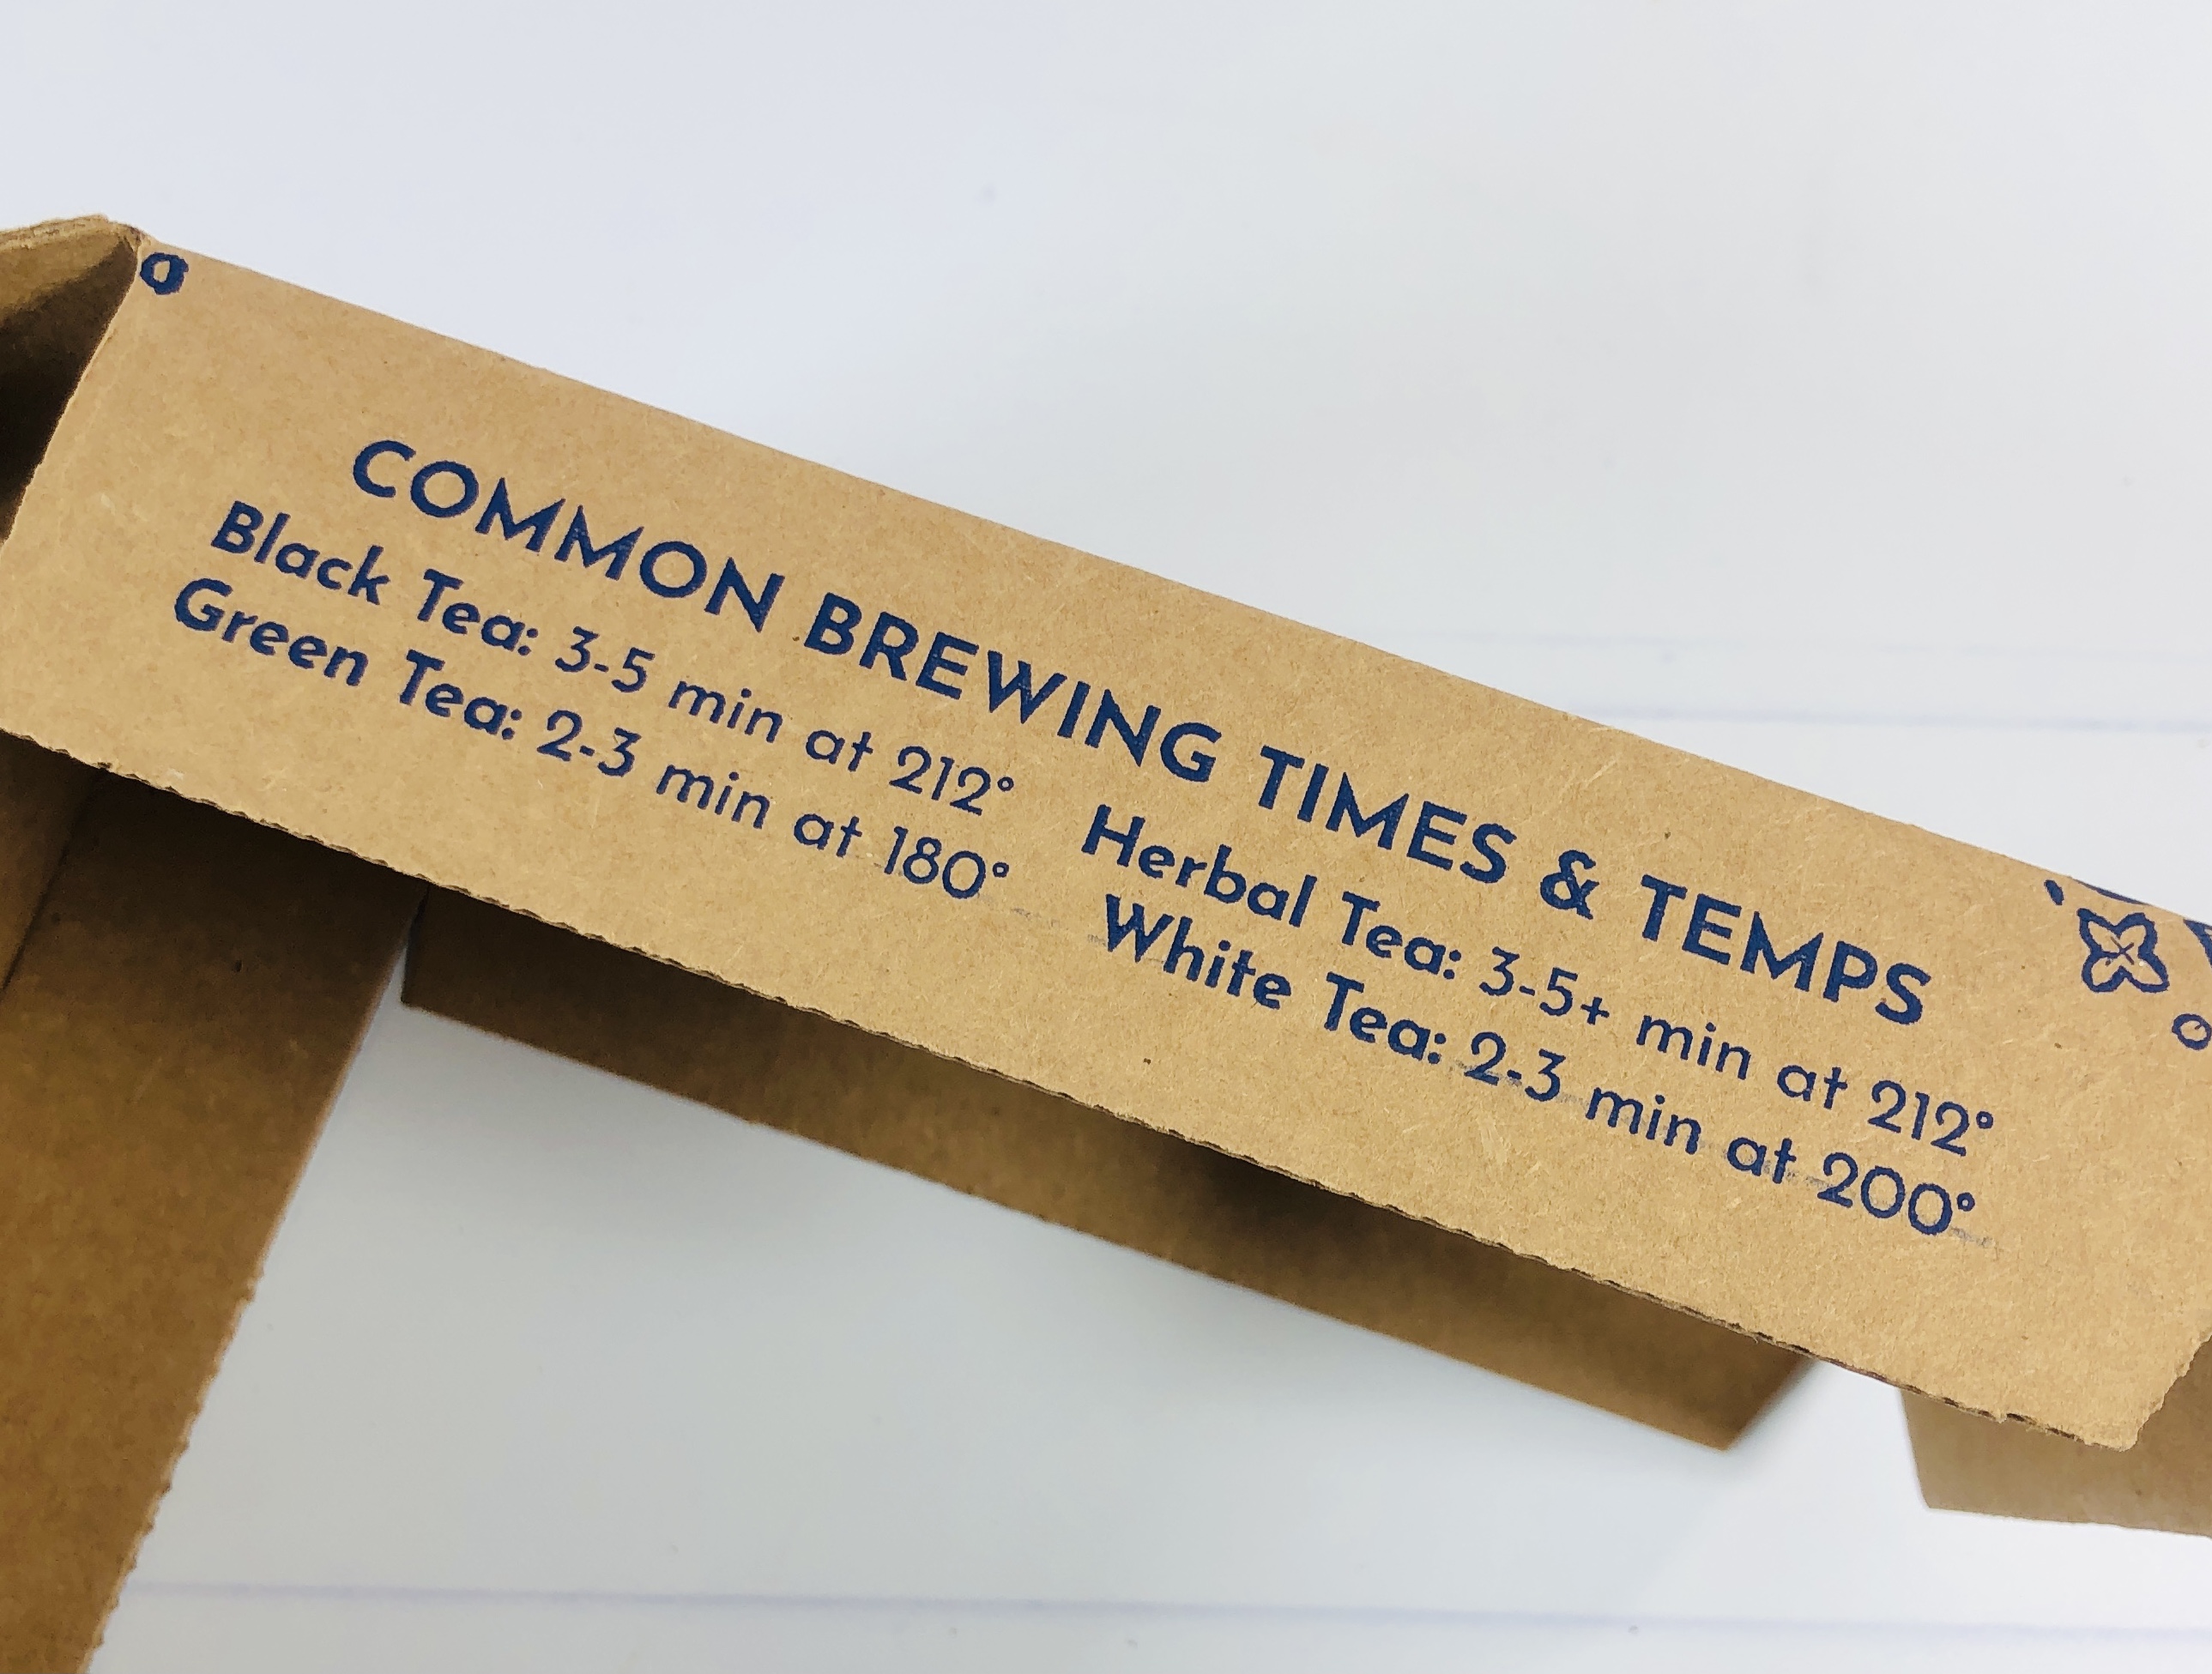 COMMON BREWING TIMES & TEMPS
Black Tea: 3-5 min at 212°
Green Tea: 2-3 min at 180°
Herbal Tea: 3-5+ min at 212°
White Tea: 2-3 min at 200°